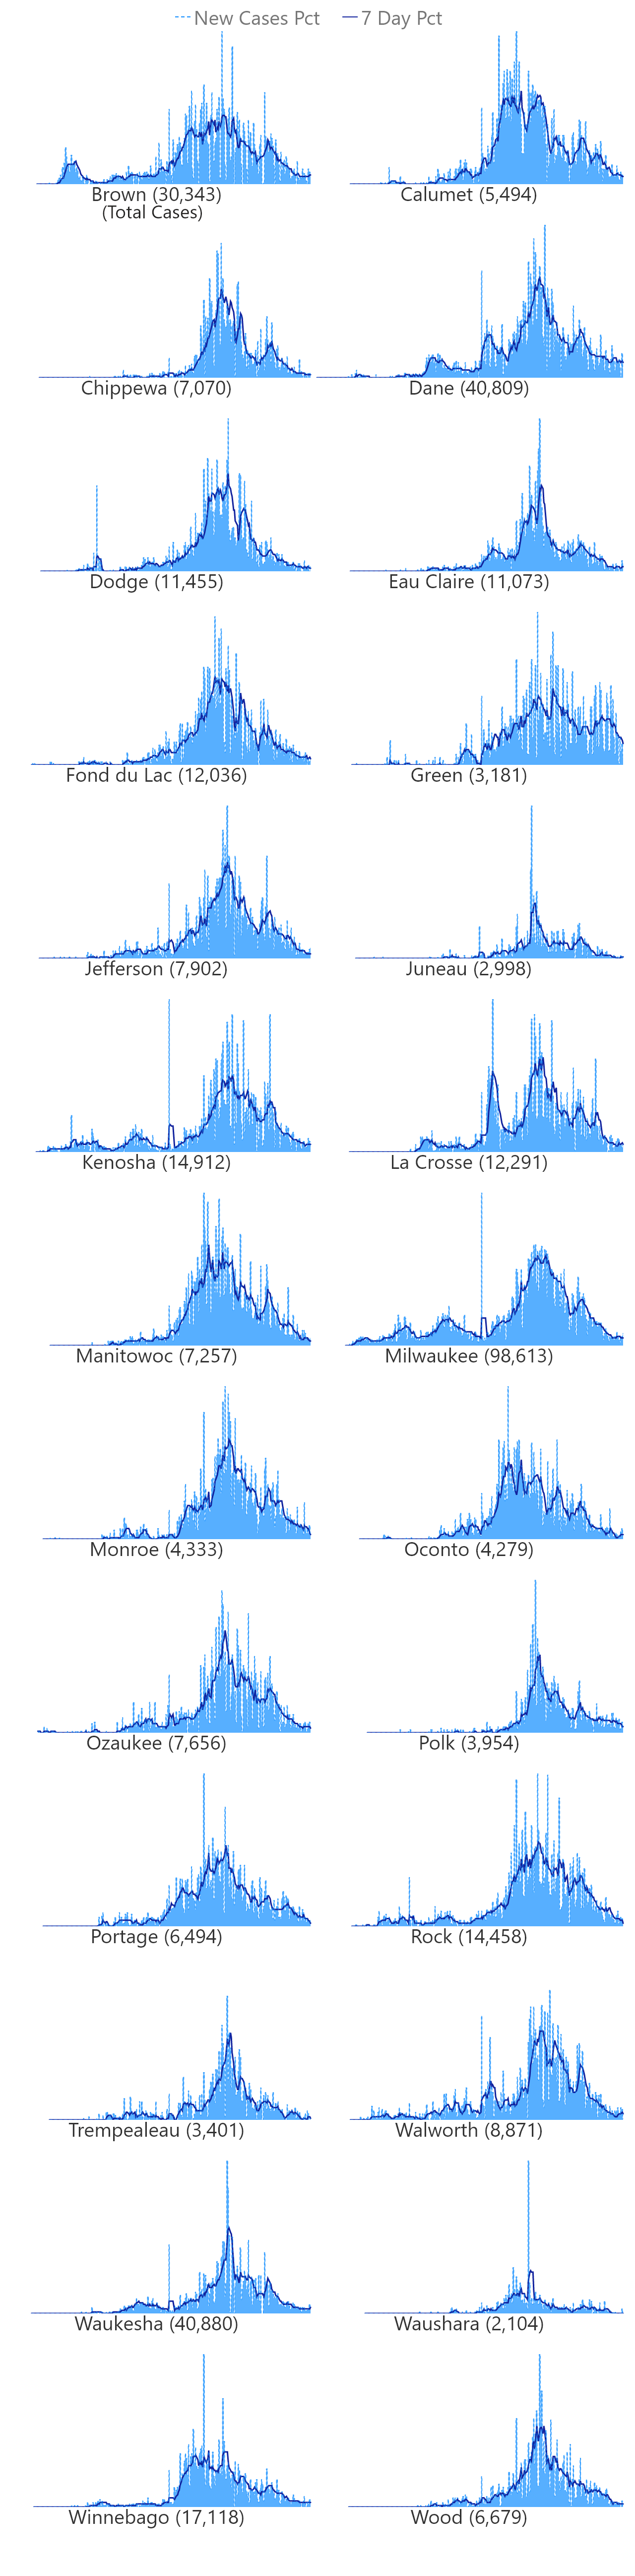 New Cases Pct 7 Day Pct
Brown (30,343) Calumet (5,494)
(Total Cases)
Chippewa (7,070) Dane (40,809)
Dodge (11,455) Eau Claire (11,073)
Fond du Lac (12,036) Green (3,181)
Jefferson (7,902) Juneau (2,998)
Kenosha (14,912) La Crosse (12,291)
Manitowoc (7,257) Milwaukee (98,613)
Monroe (4,333) Oconto (4,279)
Ozaukee (7,656) Polk (3,954)
Portage (6,494) Rock (14,458)
Trempealeau (3,401) Walworth (8,871)
Waukesha (40,880) Waushara (2,104)
Winnebago (17,118) Wood (6,679)